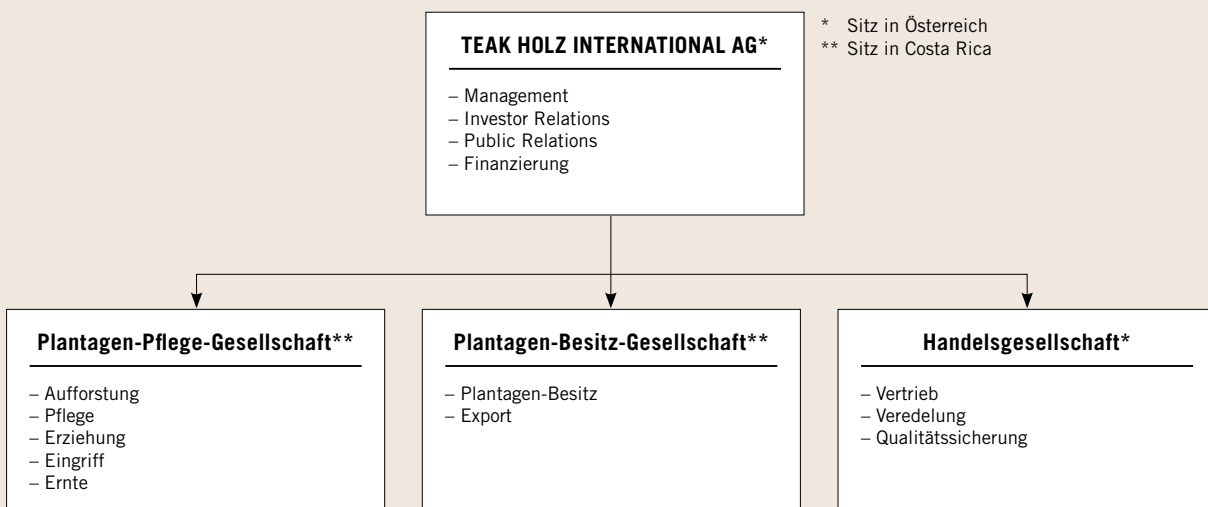 TEAK HOLZ INTERNATIONAL AG*
– Management
– Investor Relations
– Public Relations
– Finanzierung
* Sitz in Österreich
** Sitz in Costa Rica
Plantagen-Pflege-Gesellschaft**
– Aufforstung
– Pflege
– Erziehung
– Eingriff
– Ernte
Plantagen-Besitz-Gesellschaft**
– Plantagen-Besitz
– Export
Handelsgesellschaft*
– Vertrieb
– Veredelung
– Qualitätssicherung